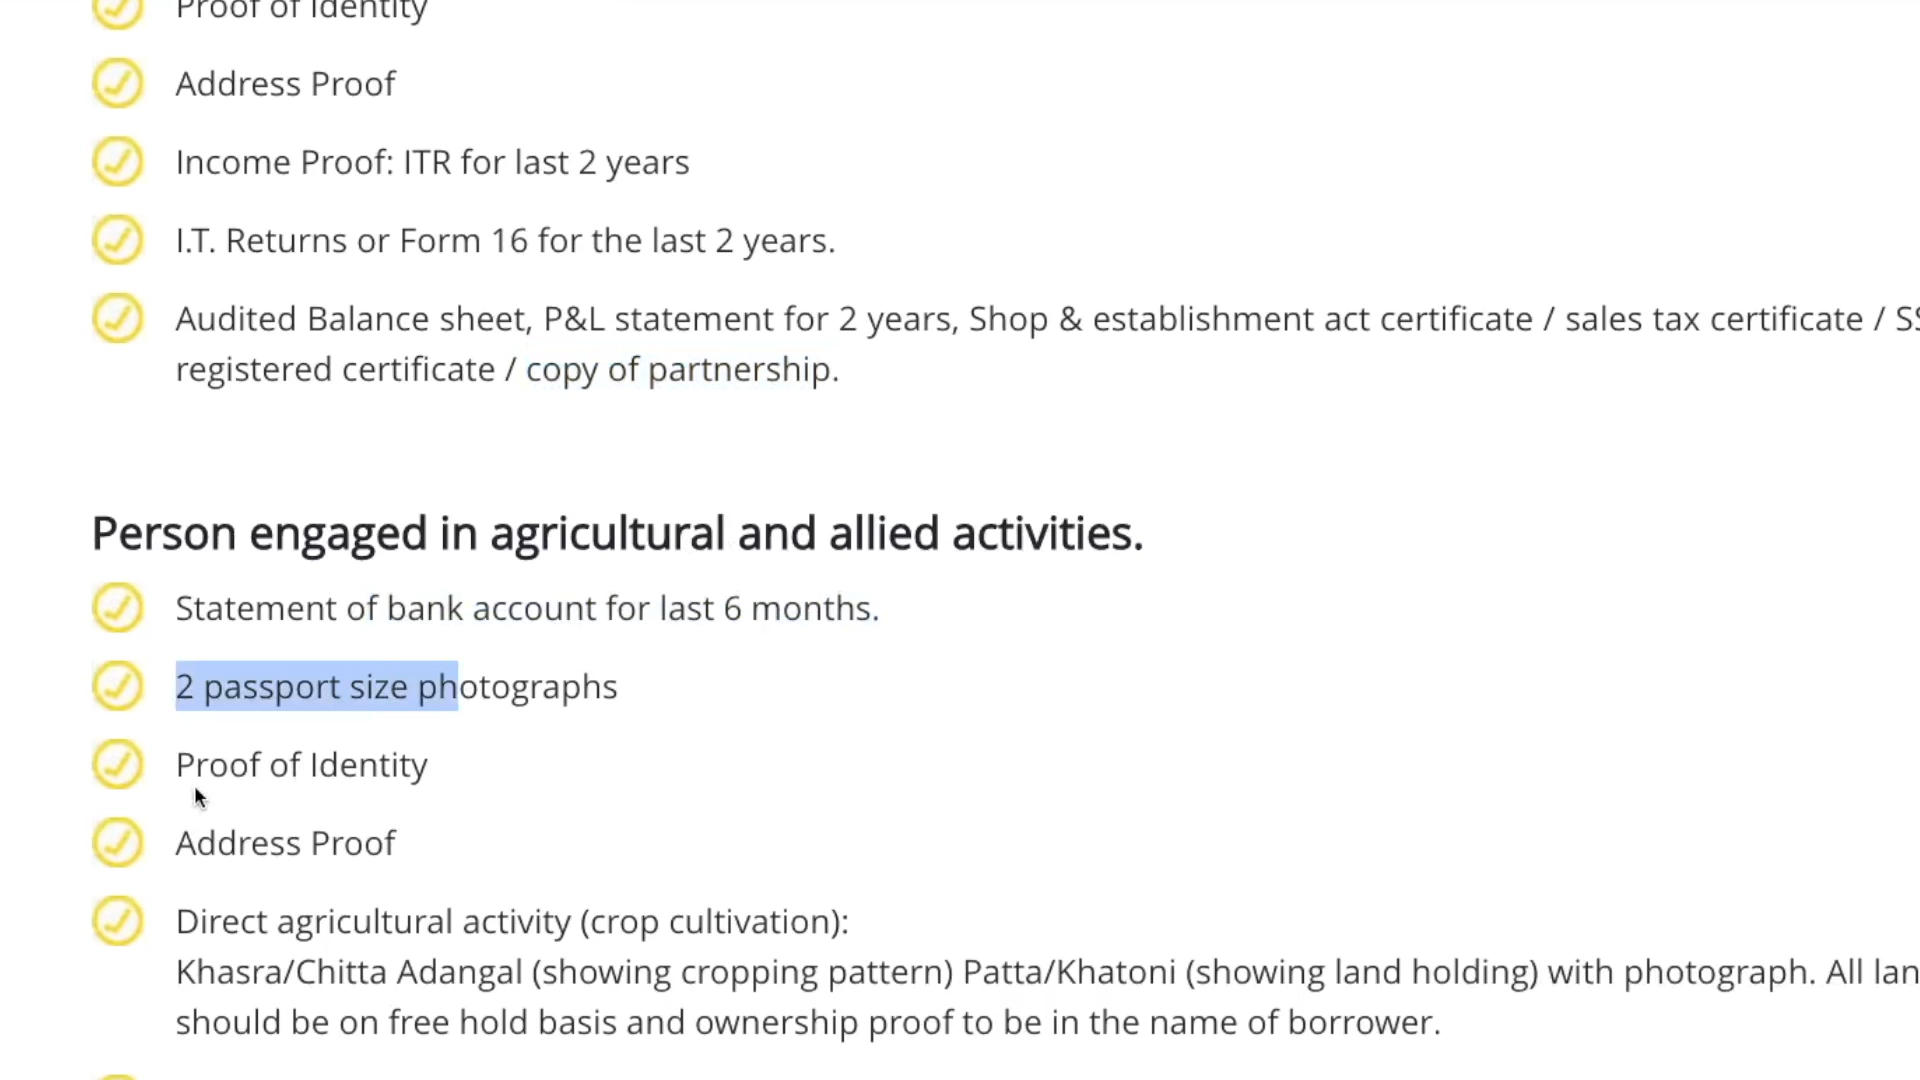 Proof of Identity
Address Proof
Income Proof: ITR for last 2 years
I.T. Returns or Form 16 for the last 2 years.
Audited Balance sheet, P&L statement for 2 years, Shop & establishment act certificate / sales tax certificate /
registered certificate / copy of partnership.
Person engaged in agricultural and allied activities.
Statement of bank account for last 6 months.
2 passport size photographs
Proof of Identity
Address Proof
Direct agricultural activity (crop cultivation):
Khasra/Chitta Adangal (showing cropping pattern) Patta/Khatoni (showing land holding) with photograph. All
should be on free hold basis and ownership proof to be in the name of borrower.